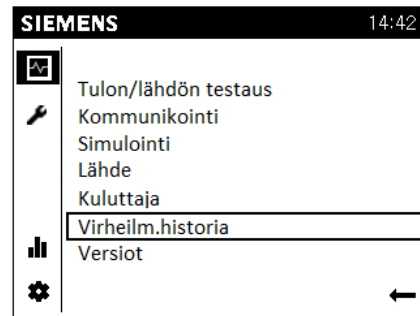 SIEMENS 14:42
Tulon/lähdön testaus
Kommunikointi
Simulointi
Lähde
Kuluttaja
Virheilm.historia
Versiot